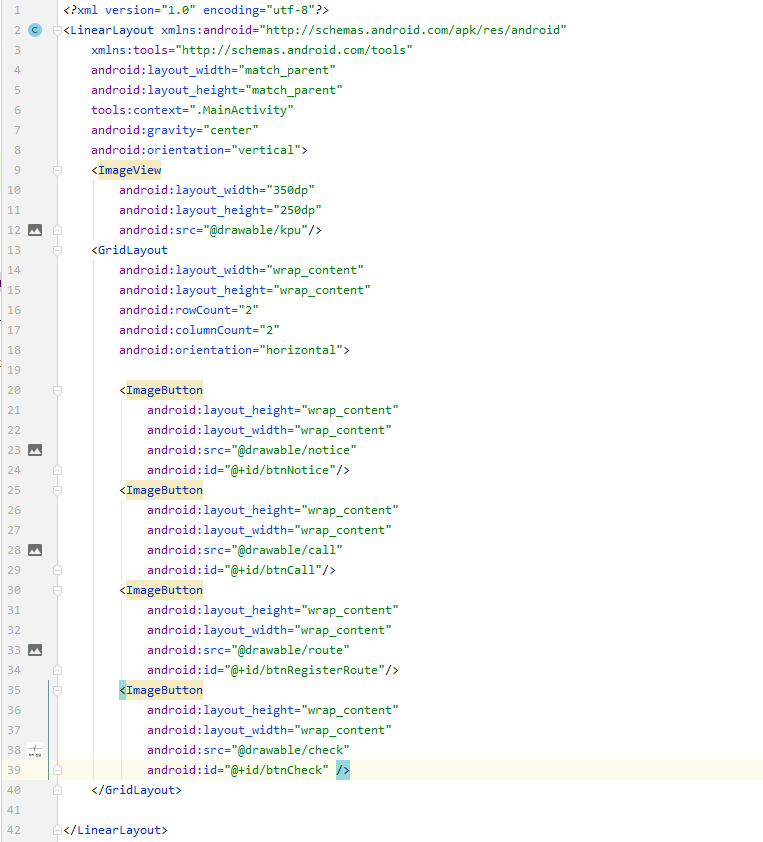 1 <?xml version="1.0" encoding="utf-8"?>
2 <LinearLayout xmlns:android="http://schemas.android.com/apk/res/android"
3     xmlns:tools="http://schemas.android.com/tools"
4     android:layout_width="match_parent"
5     android:layout_height="match_parent"
6     tools:context=".MainActivity"
7     android:gravity="center"
8     android:orientation="vertical">
9     <ImageView
10         android:layout_width="350dp"
11         android:layout_height="250dp"
12         android:src="@drawable/kpu"/>
13     <GridLayout
14         android:layout_width="wrap_content"
15         android:layout_height="wrap_content"
16         android:rowCount="2"
17         android:columnCount="2"
18         android:orientation="horizontal">
19
20         <ImageButton
21             android:layout_height="wrap_content"
22             android:layout_width="wrap_content"
23             android:src="@drawable/notice"
24             android:id="@+id/btnNotice"/>
25         <ImageButton
26             android:layout_height="wrap_content"
27             android:layout_width="wrap_content"
28             android:src="@drawable/call"
29             android:id="@+id/btnCall"/>
30         <ImageButton
31             android:layout_height="wrap_content"
32             android:layout_width="wrap_content"
33             android:src="@drawable/route"
34             android:id="@+id/btnRegisterRoute"/>
35         <ImageButton
36             android:layout_height="wrap_content"
37             android:layout_width="wrap_content"
38             android:src="@drawable/check"
39             android:id="@+id/btnCheck" />
40     </GridLayout>
41
42 </LinearLayout>